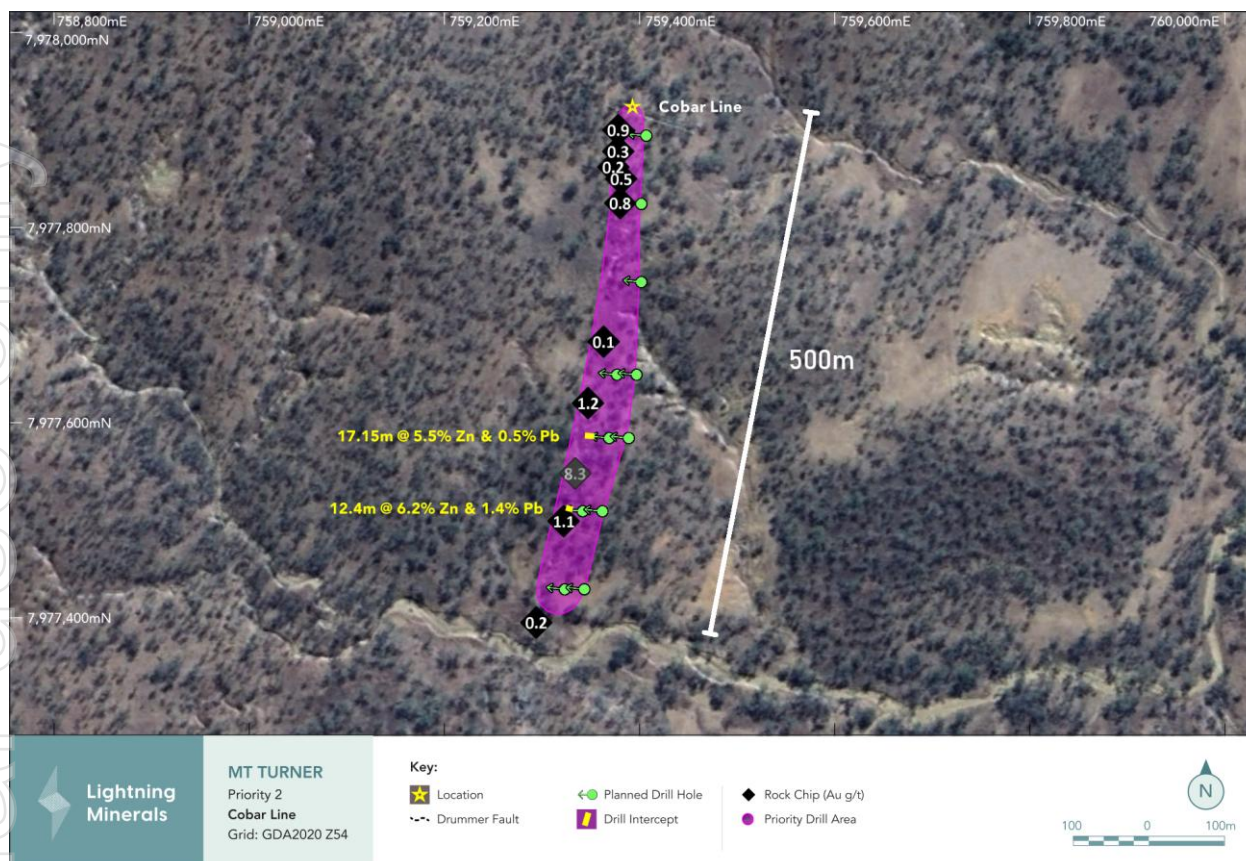 758,800mE
759,000mE
759,200mE
759,400mE
759,600mE
759,800mE
760,000mE
7,978,000mN
Cobar Line
0.9
0.3
0.2
0.5
0.8
7,977,800mN
0.1
500m
1.2
7,977,600mN
17.15m @ 5.5% Zn & 0.5% Pb
8.3
12.4m @ 6.2% Zn & 1.4% Pb
1.1
7,977,400mN
0.2
Lightning
Minerals
MT TURNER
Priority 2
Cobar Line
Grid: GDA2020 Z54
Key:
Location
Drummer Fault
Planned Drill Hole
Drill Intercept
Rock Chip (Au g/t)
Priority Drill Area
N
100 0 100m